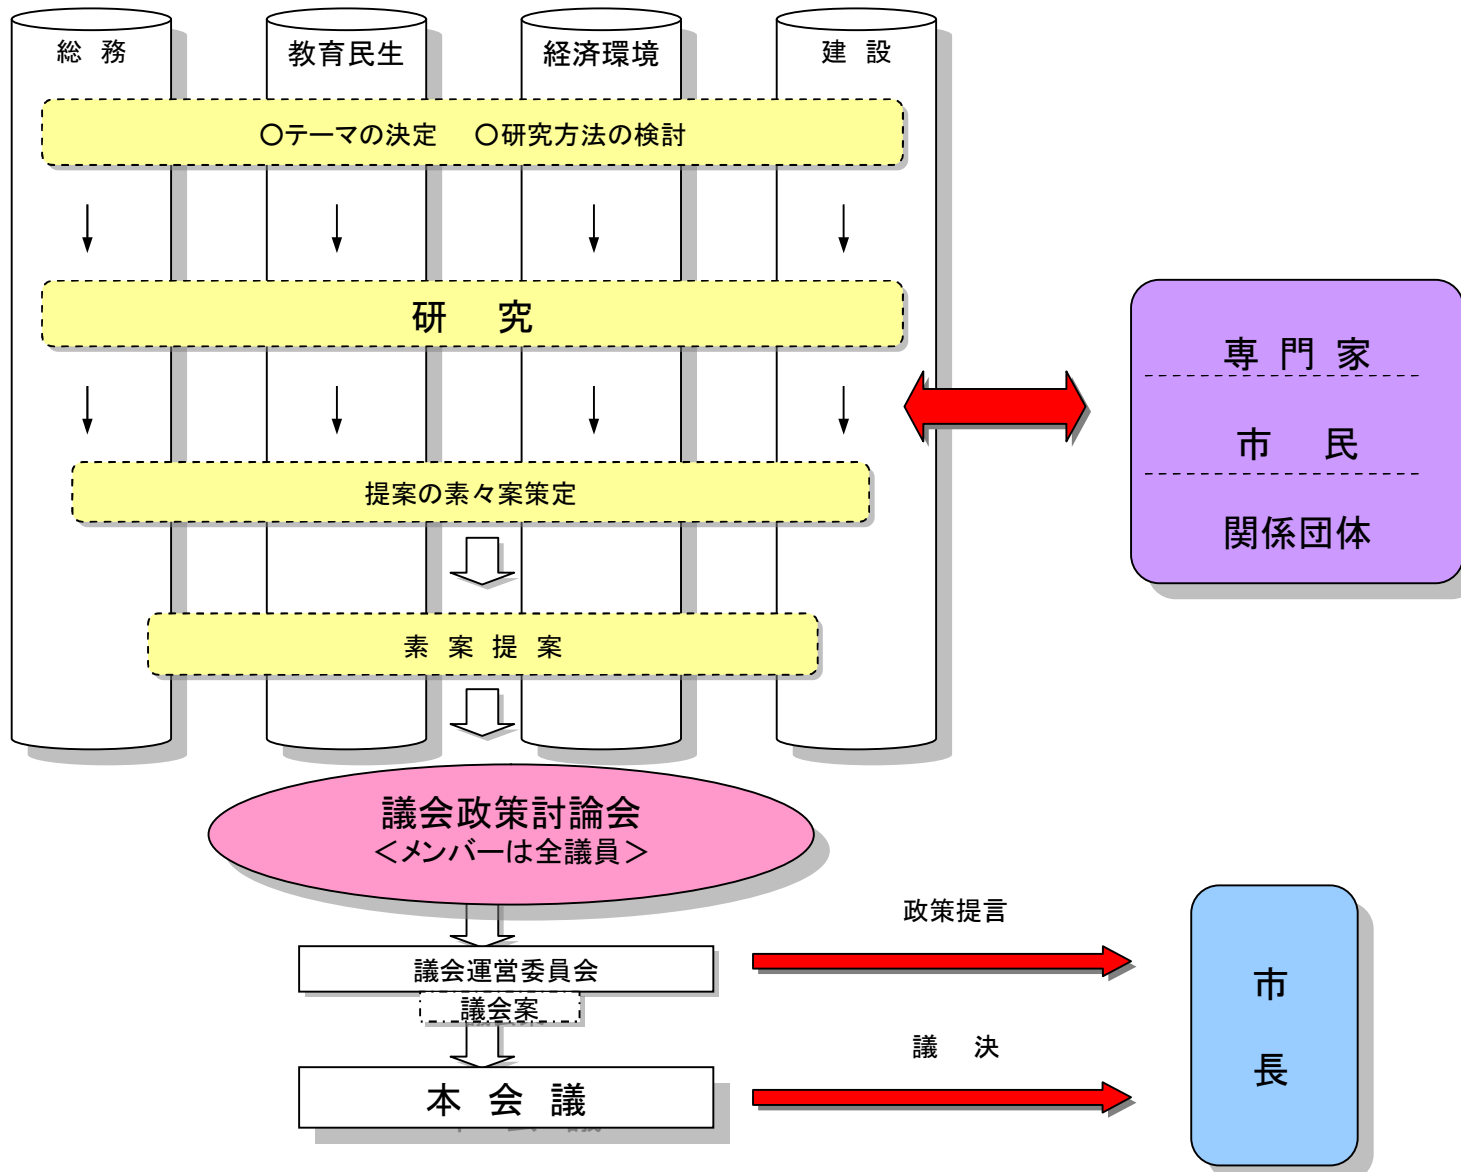 総 務
教育民生
経済環境
建 設
〇テーマの決定 〇研究方法の検討
研 究
専 門 家
市 民
関係団体
提案の素々案策定
素 案 提 案
議会政策討論会
＜メンバーは全議員＞
政策提言
議会運営委員会
議会案
議 決
本 会 議
市
長